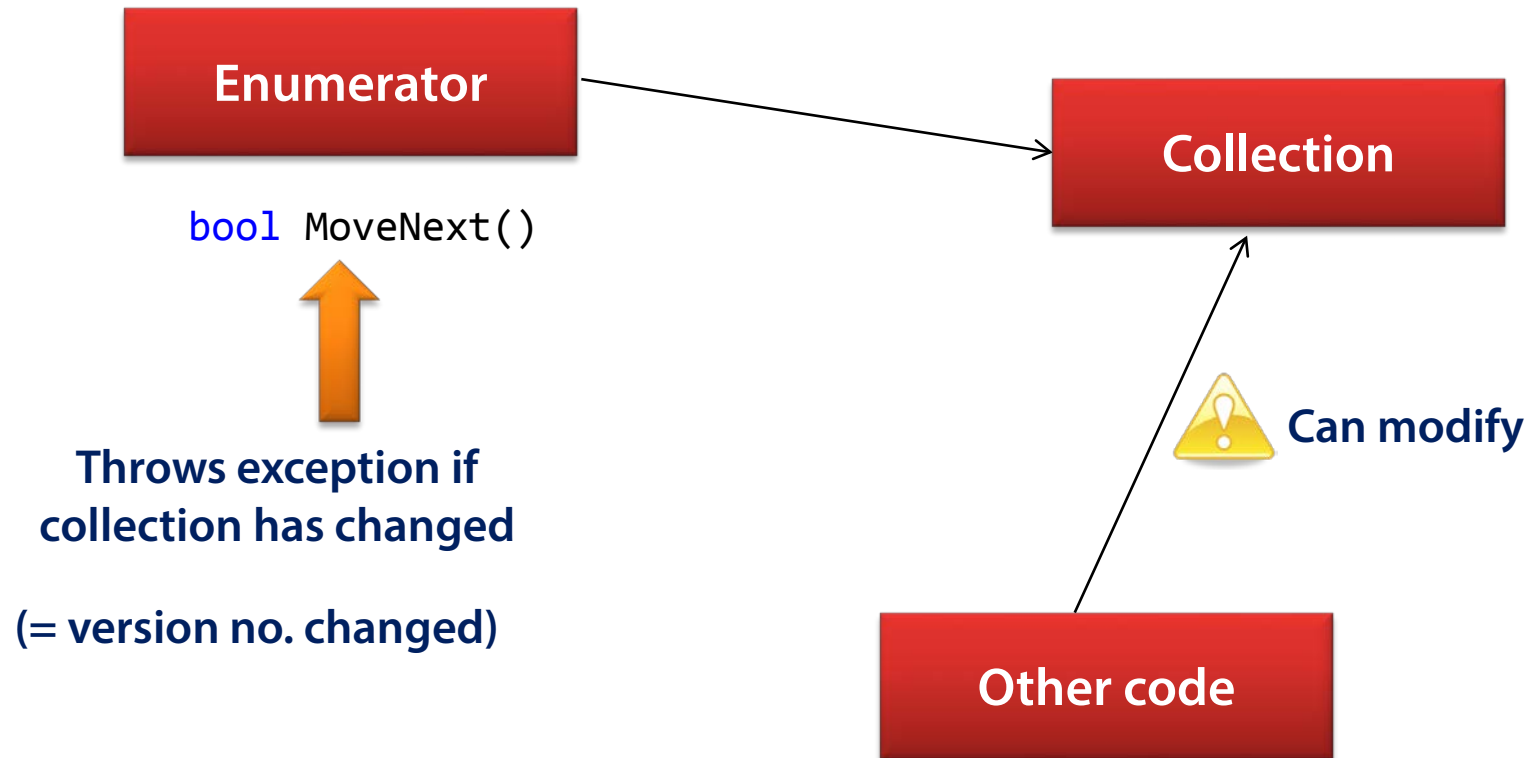 Enumerator
Collection
bool MoveNext()
Can modify
Throws exception if
collection has changed
(= version no. changed)
Other code